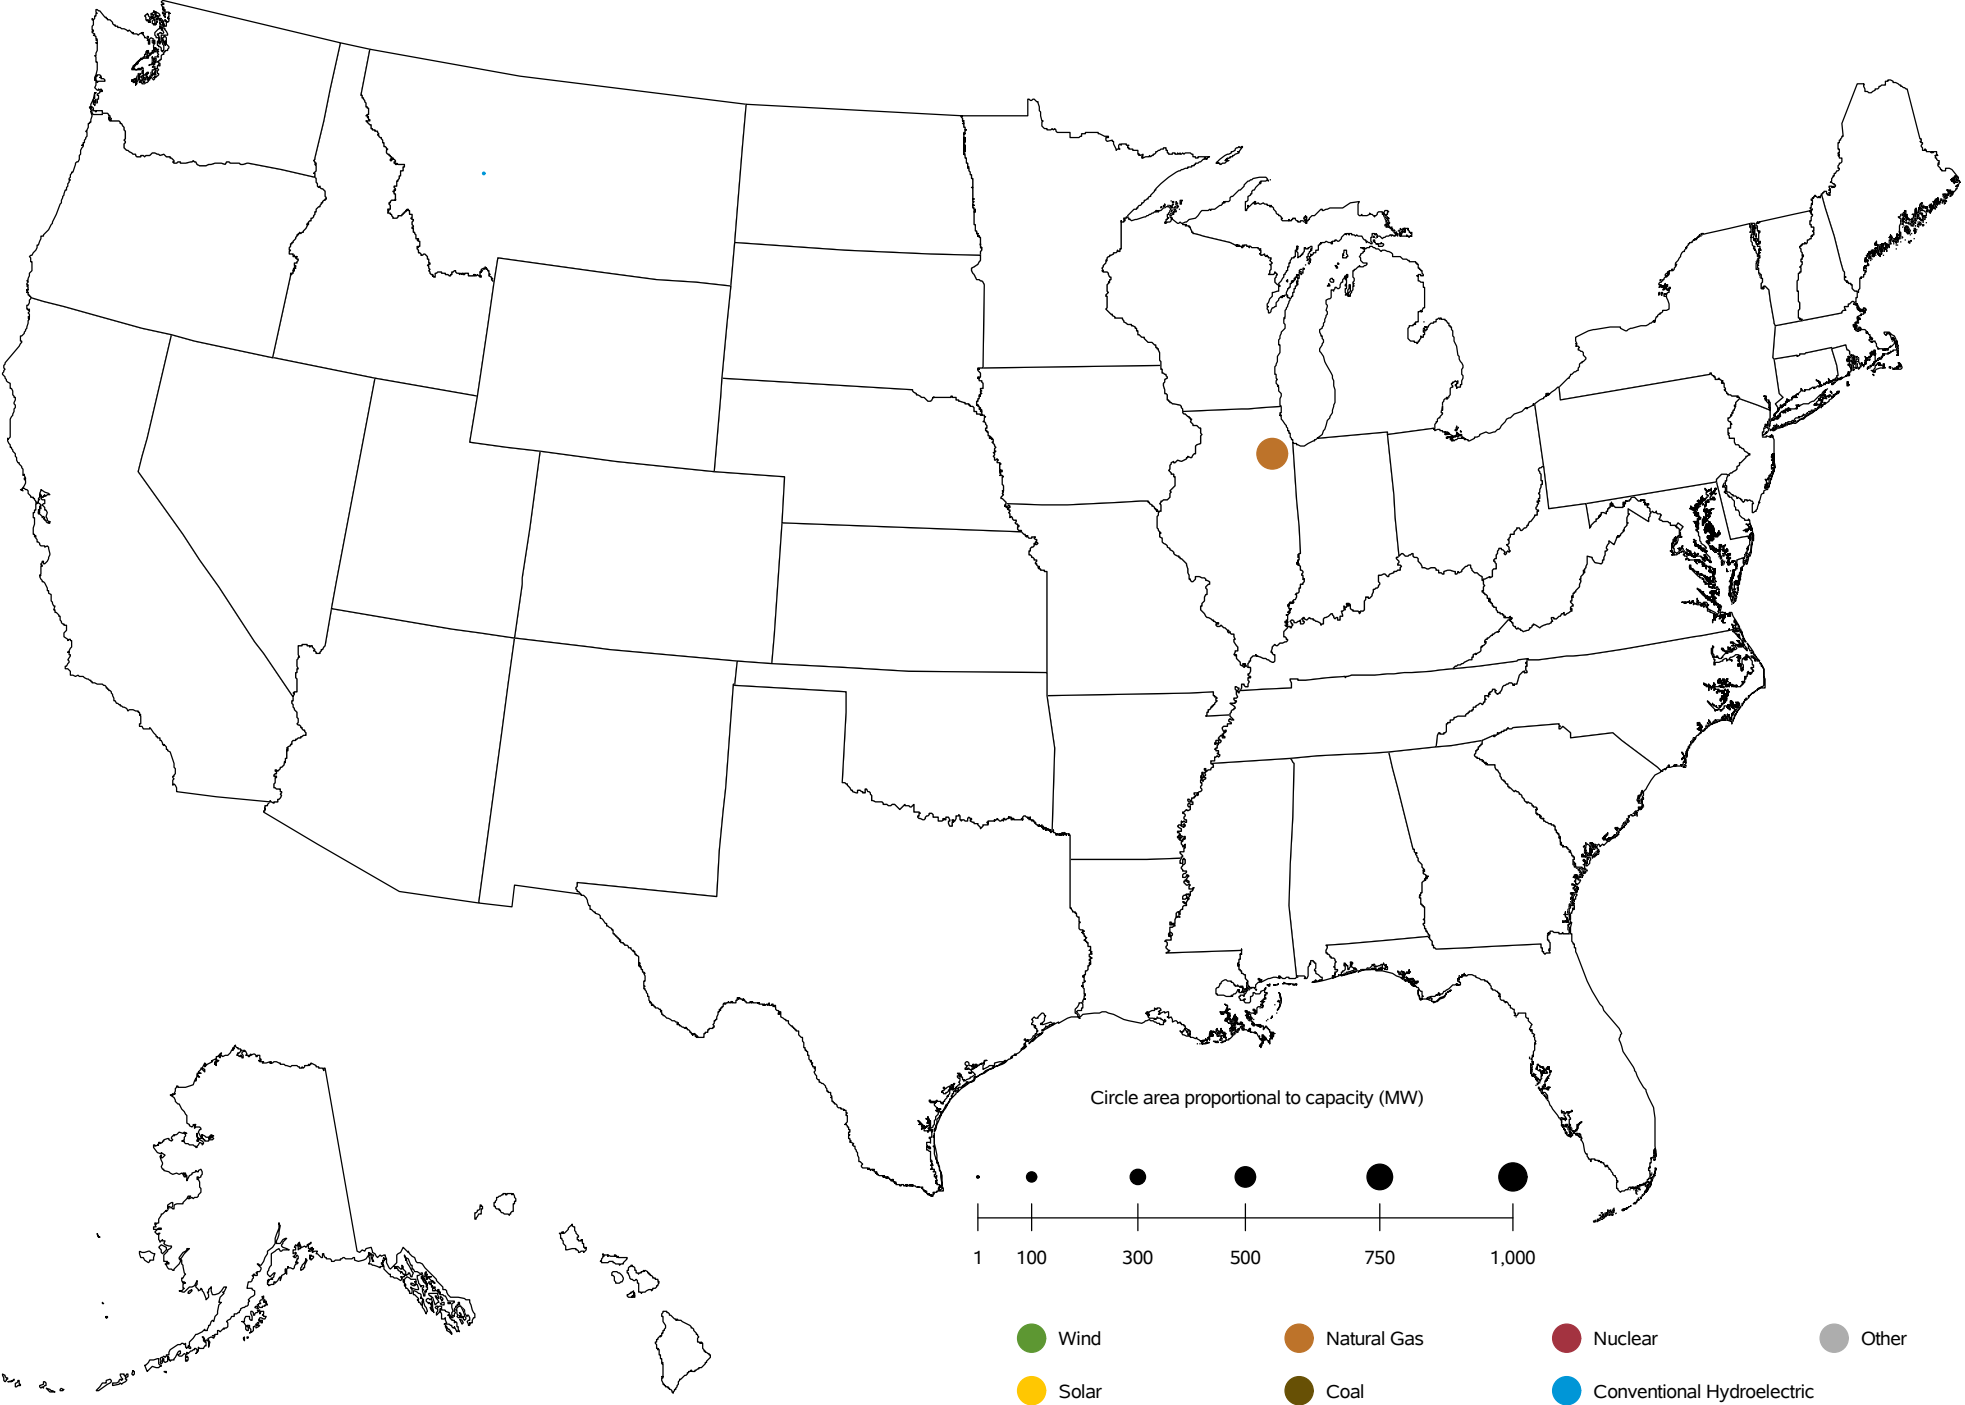 Circle area proportional to capacity (MW)
1 100 300 500 750 1,000
Wind Natural Gas Nuclear Other
Solar Coal Conventional Hydroelectric